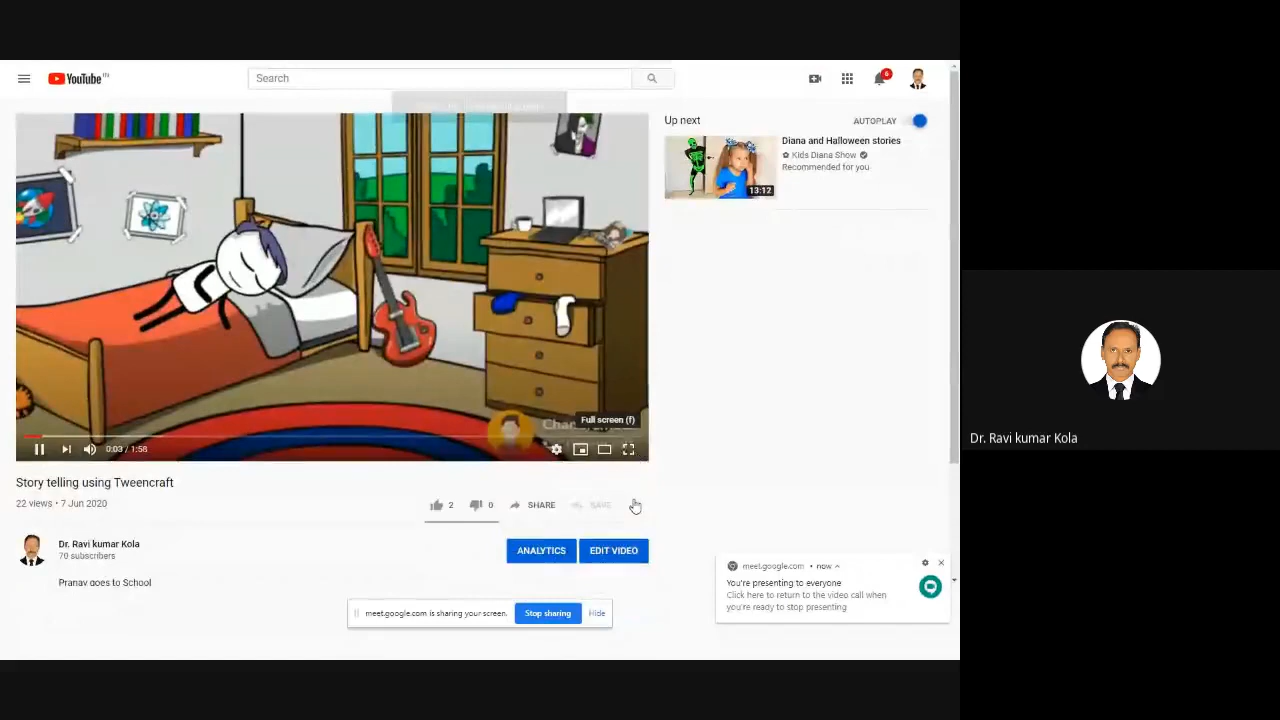 YouTube IN
Search
6
Up next
AUTOPLAY
Diana and Halloween stories
Kids Diana Show
Recommended for you
13:12
Full screen (f)
0:03 / 1:58
Story telling using Tweencraft
22 views • 7 Jun 2020
2
0
SHARE
SAVE
Dr. Ravi kumar Kola
70 subscribers
ANALYTICS
EDIT VIDEO
Pranav goes to School
meet.google.com • now
You're presenting to everyone
Click here to return to the video call when
you're ready to stop presenting
meet.google.com is sharing your screen.
Stop sharing
Hide
Dr. Ravi kumar Kola